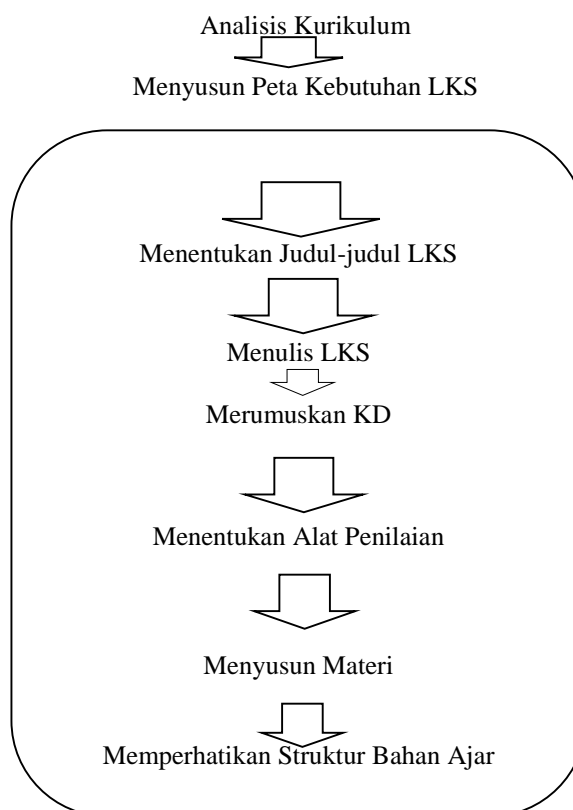 Analisis Kurikulum
Menyusun Peta Kebutuhan LKS
Menentukan Judul-judul LKS
Menulis LKS
Merumuskan KD
Menentukan Alat Penilaian
Menyusun Materi
Memperhatikan Struktur Bahan Ajar